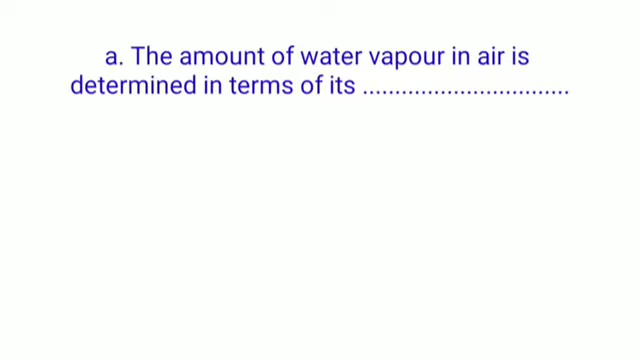 a. The amount of water vapour in air is
determined in terms of its ................................